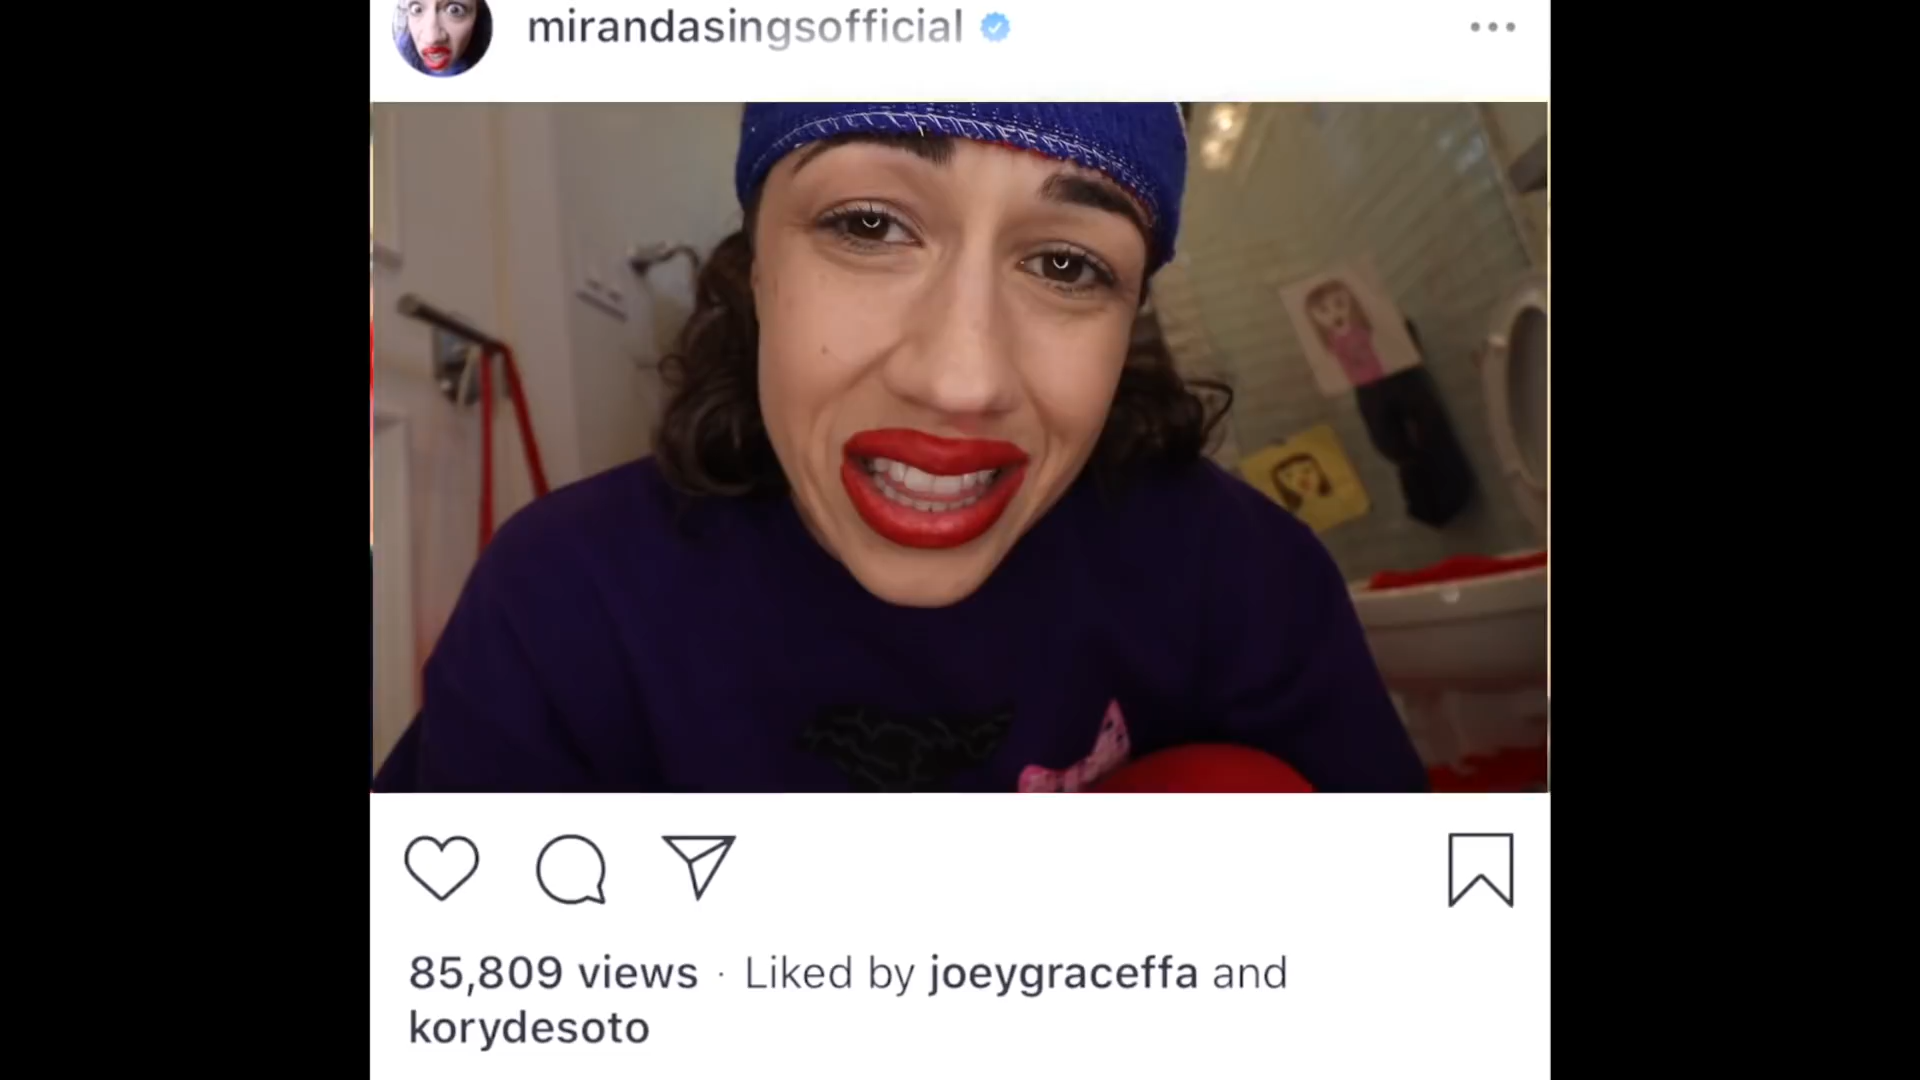 mirandasingsofficial
85,809 views · Liked by joeygraceffa and
korydesoto